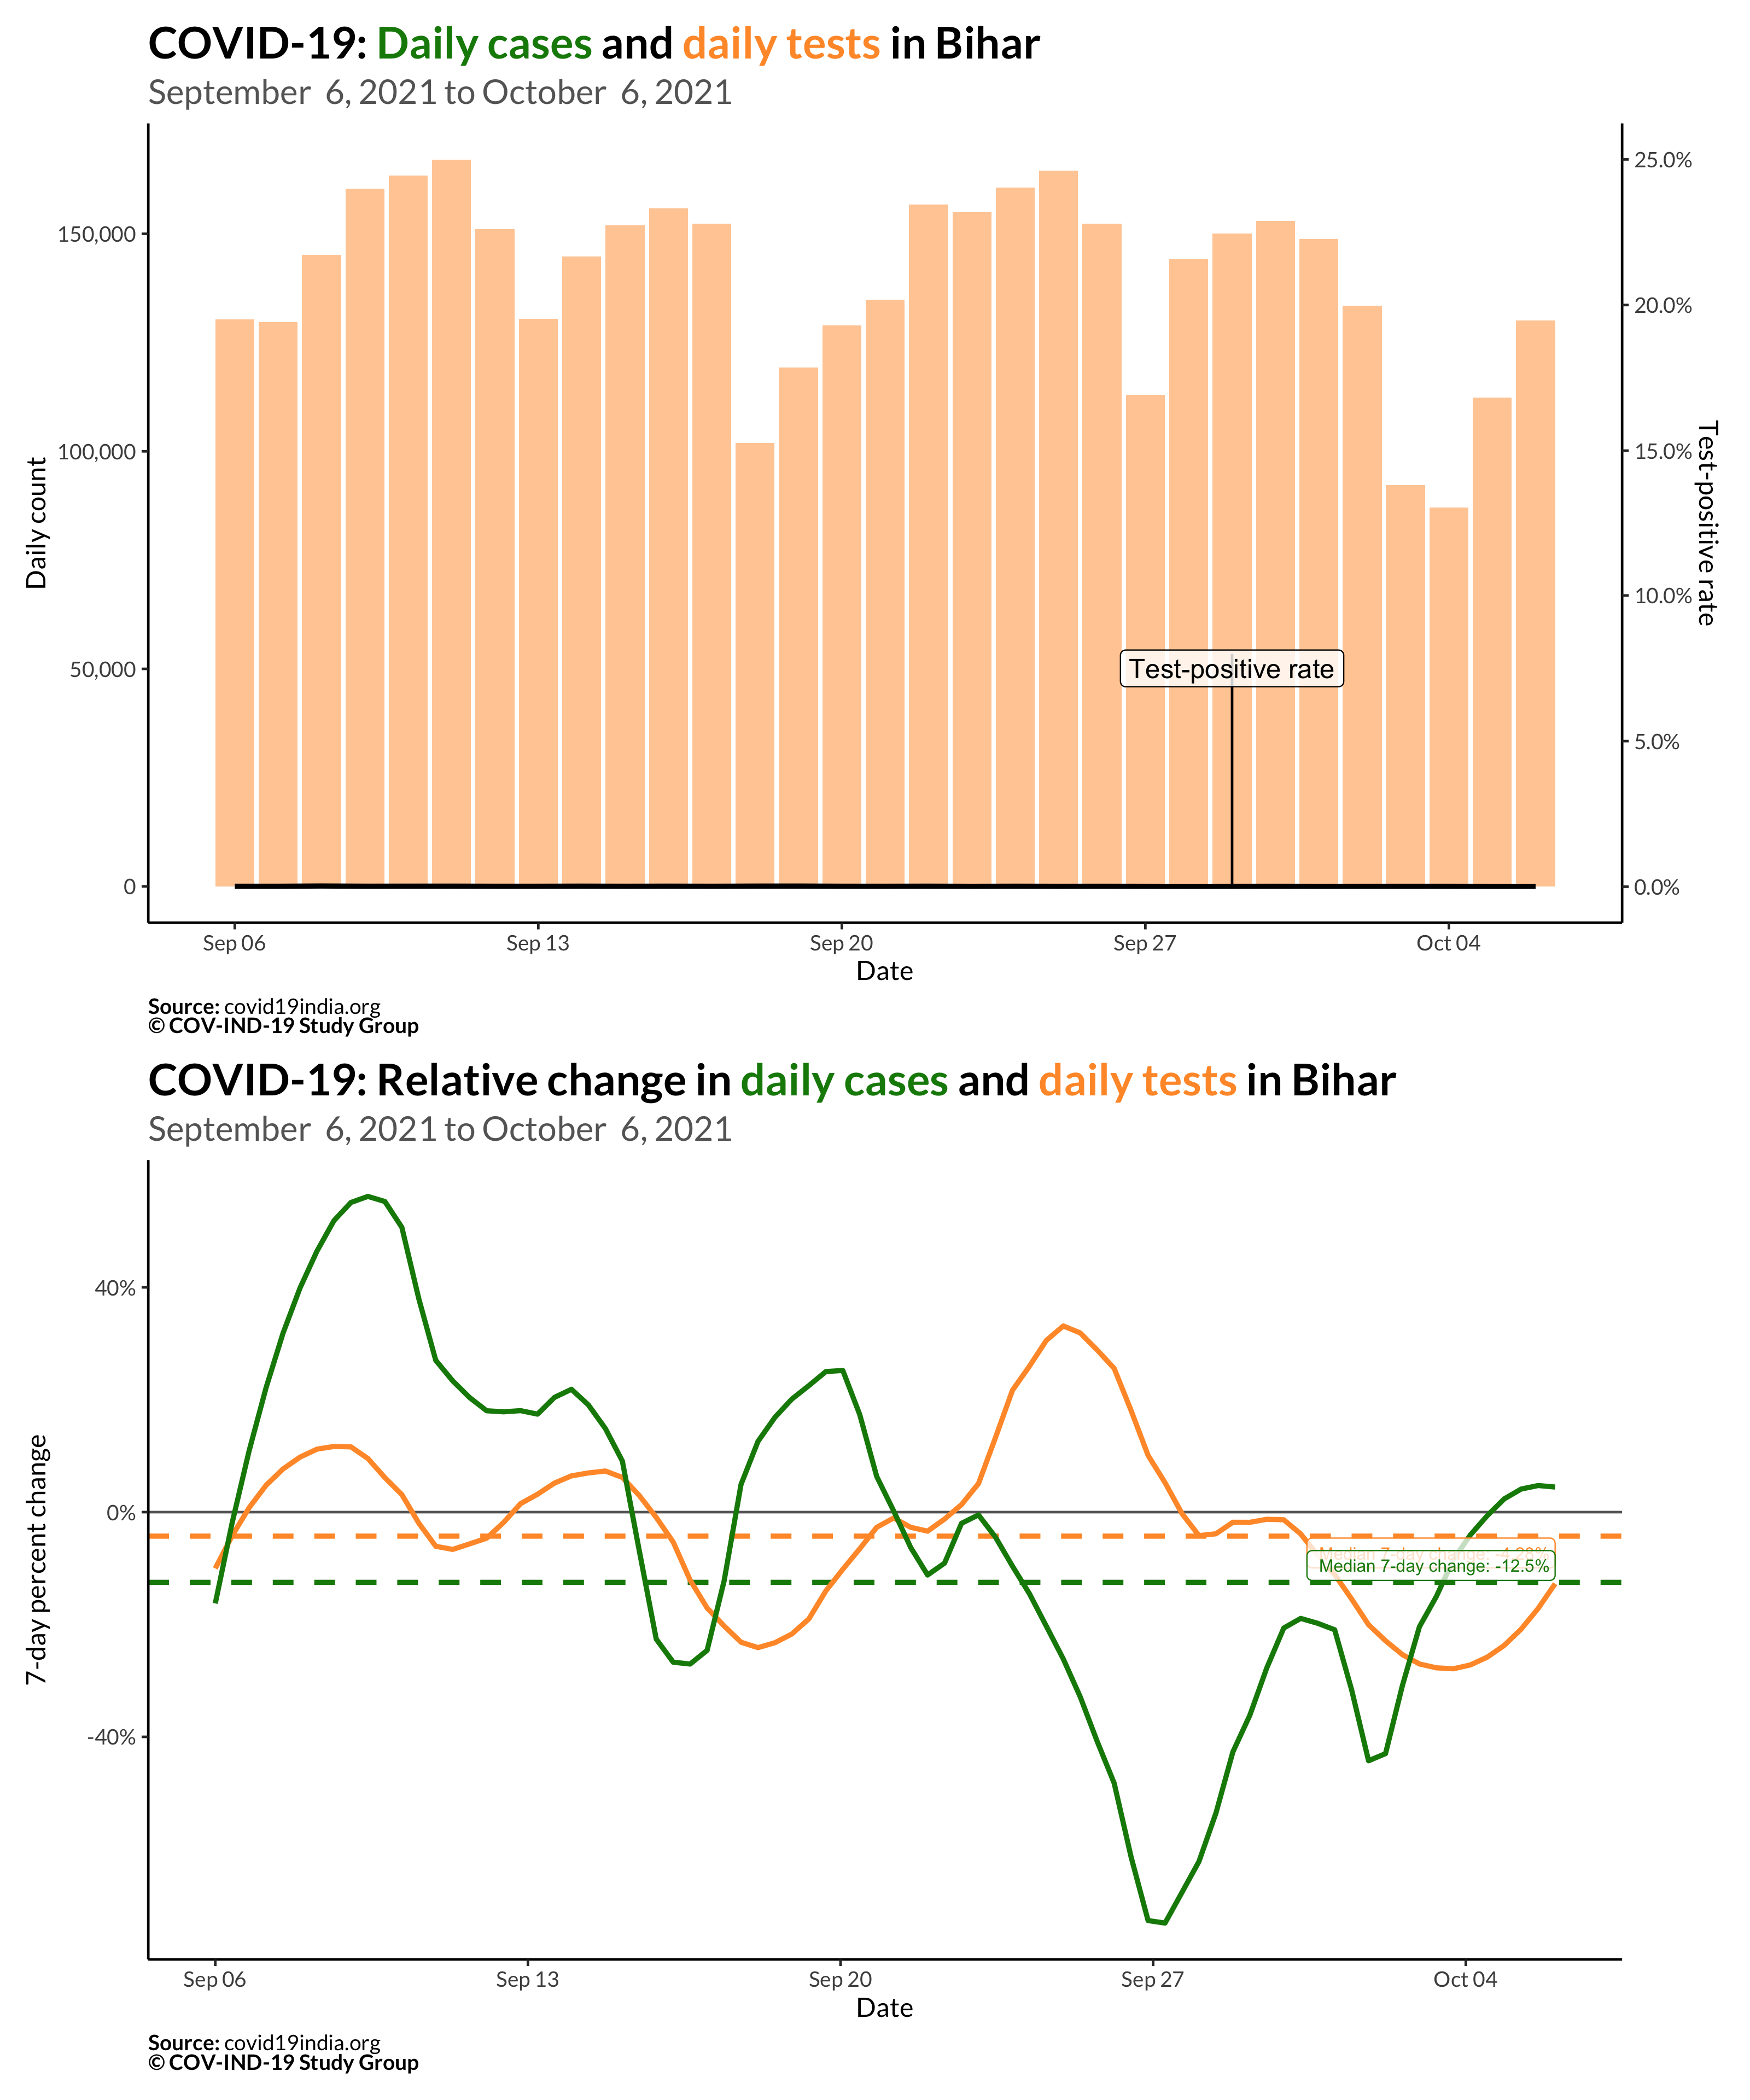 COVID-19: Daily cases and daily tests in Bihar
September 6, 2021 to October 6, 2021
150,000
100,000
50,000
0
Daily count
25.0%
20.0%
15.0%
10.0%
5.0%
0.0%
Test-positive rate
Test-positive rate
Sep 06
Sep 13
Sep 20
Sep 27
Oct 04
Date
Source: covid19india.org
© COV-IND-19 Study Group
COVID-19: Relative change in daily cases and daily tests in Bihar
September 6, 2021 to October 6, 2021
40%
0%
-40%
7-day percent change
Median 7-day change:
Median 7-day change: -12.5%
Sep 06
Sep 13
Sep 20
Sep 27
Oct 04
Date
Source: covid19india.org
© COV-IND-19 Study Group